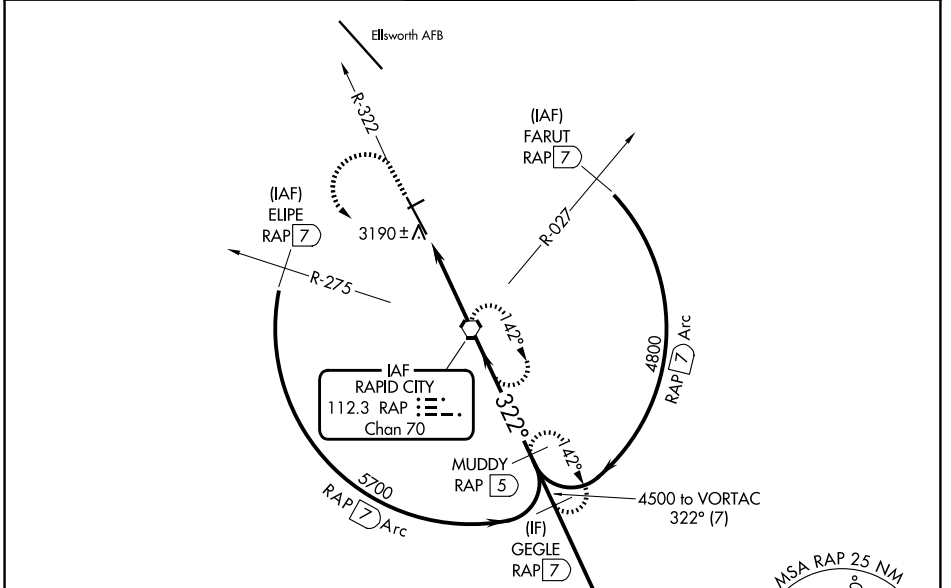 Ellsworth AFB
R-322
(IAF)
FARUT
RAP 7
(IAF)
ELIPE
RAP 7
3190 ±
R-027
R-275
142°
IAF
RAPID CITY
112.3 RAP
Chan 70
322°
4800
RAP 7 Arc
MUDDY
RAP 5
142°
5700
RAP 7 Arc
4500 to VORTAC
322° (7)
(IF)
GEGLE
RAP 7
MSA RAP 25 NM